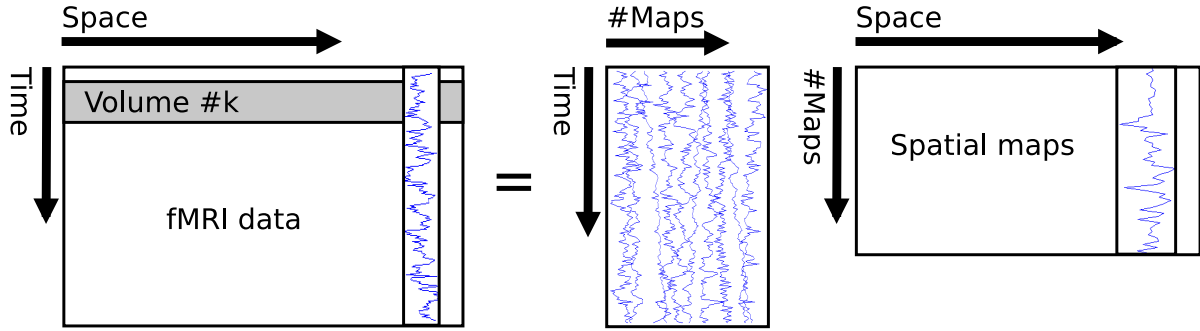 Space
Time
Volume #k
fMRI data
=
#Maps
Time
Space
#Maps
Spatial maps